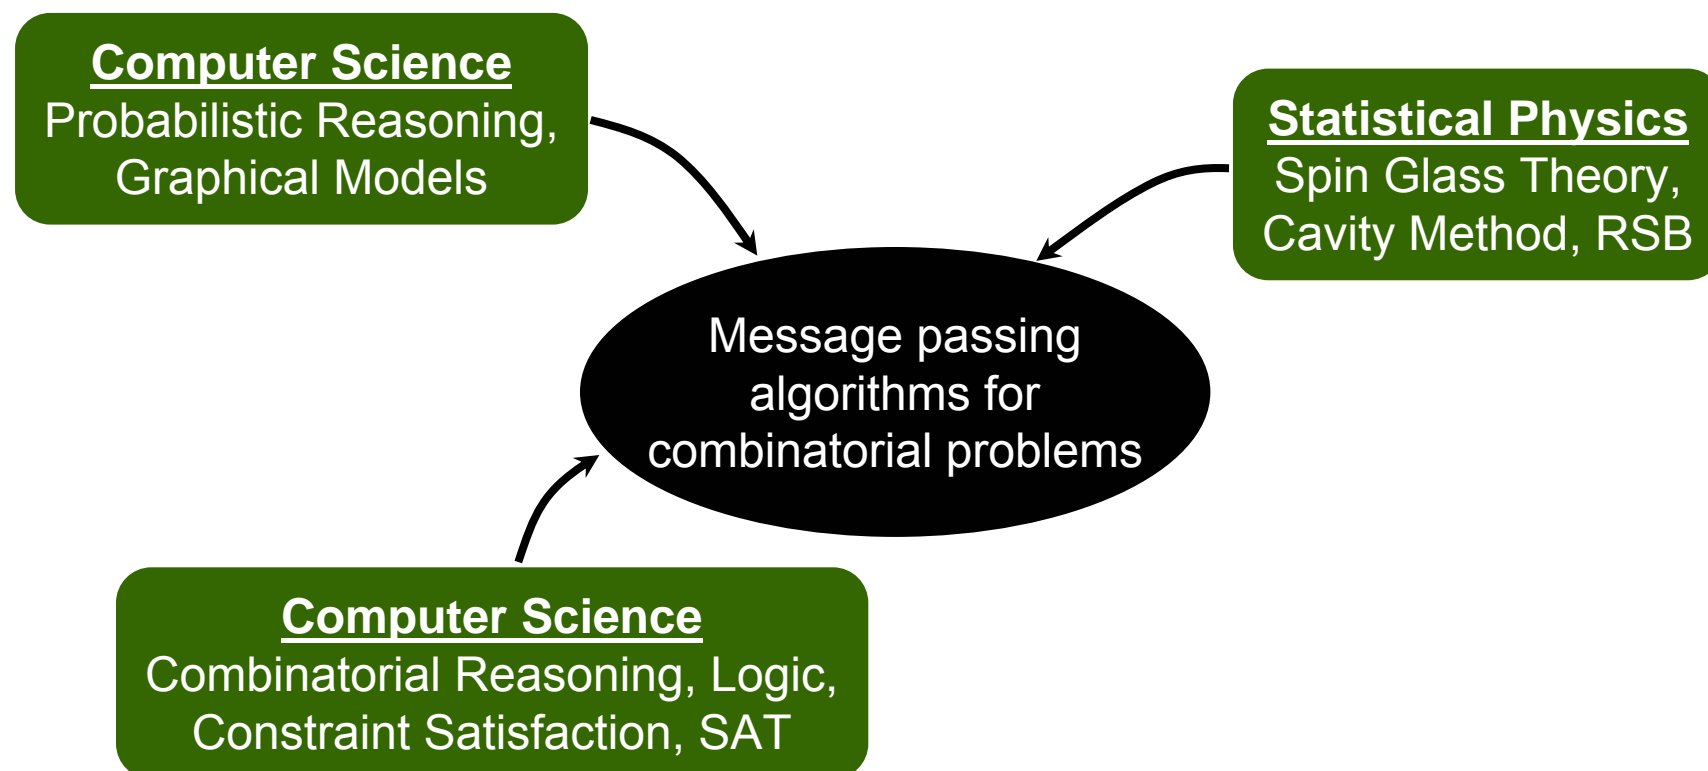 Computer Science
Probabilistic Reasoning,
Graphical Models
Statistical Physics
Spin Glass Theory,
Cavity Method, RSB
Message passing
algorithms for
combinatorial problems
Computer Science
Combinatorial Reasoning, Logic,
Constraint Satisfaction, SAT